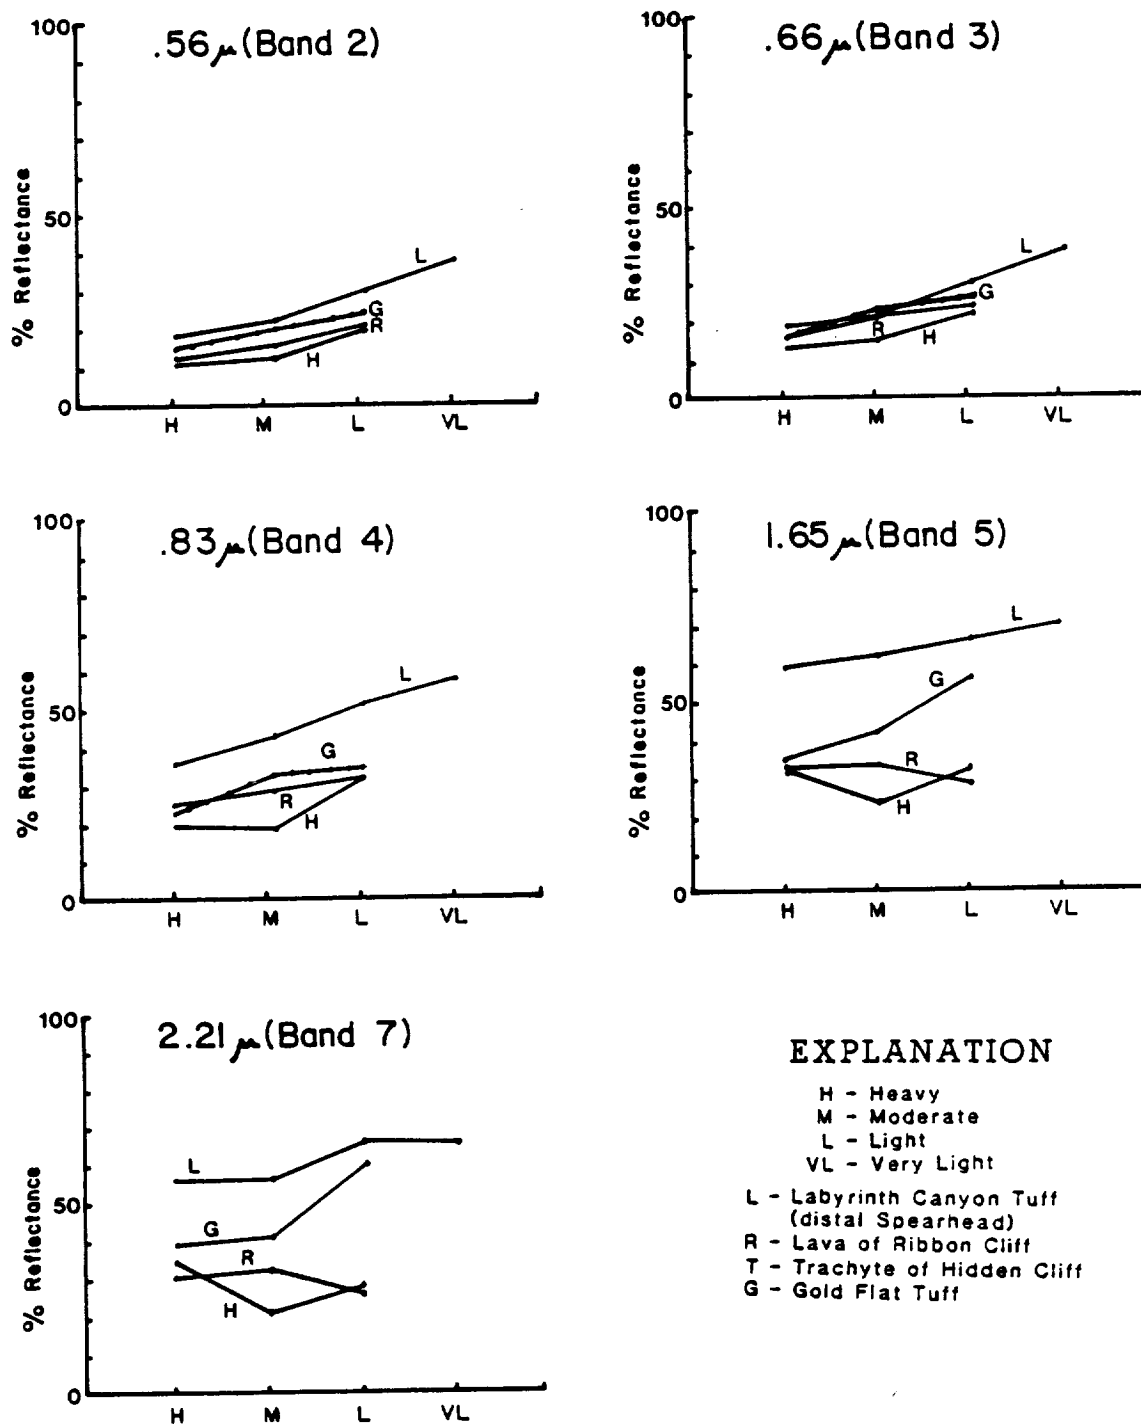 .56μ(Band 2)
100
50
0
% Reflectance
L
G
R
H
H M L VL
.66μ(Band 3)
100
50
0
% Reflectance
L
G
R
H
H M L VL
.83μ(Band 4)
100
50
0
% Reflectance
L
G
R
H
H M L VL
1.65μ(Band 5)
100
50
0
% Reflectance
L
G
R
H
H M L VL
2.21μ(Band 7)
100
50
0
% Reflectance
L
G
R
H
H M L VL
EXPLANATION
H - Heavy
M - Moderate
L - Light
VL - Very Light
L - Labyrinth Canyon Tuff
(distal Spearhead)
R - Lava of Ribbon Cliff
T - Trachyte of Hidden Cliff
G - Gold Flat Tuff